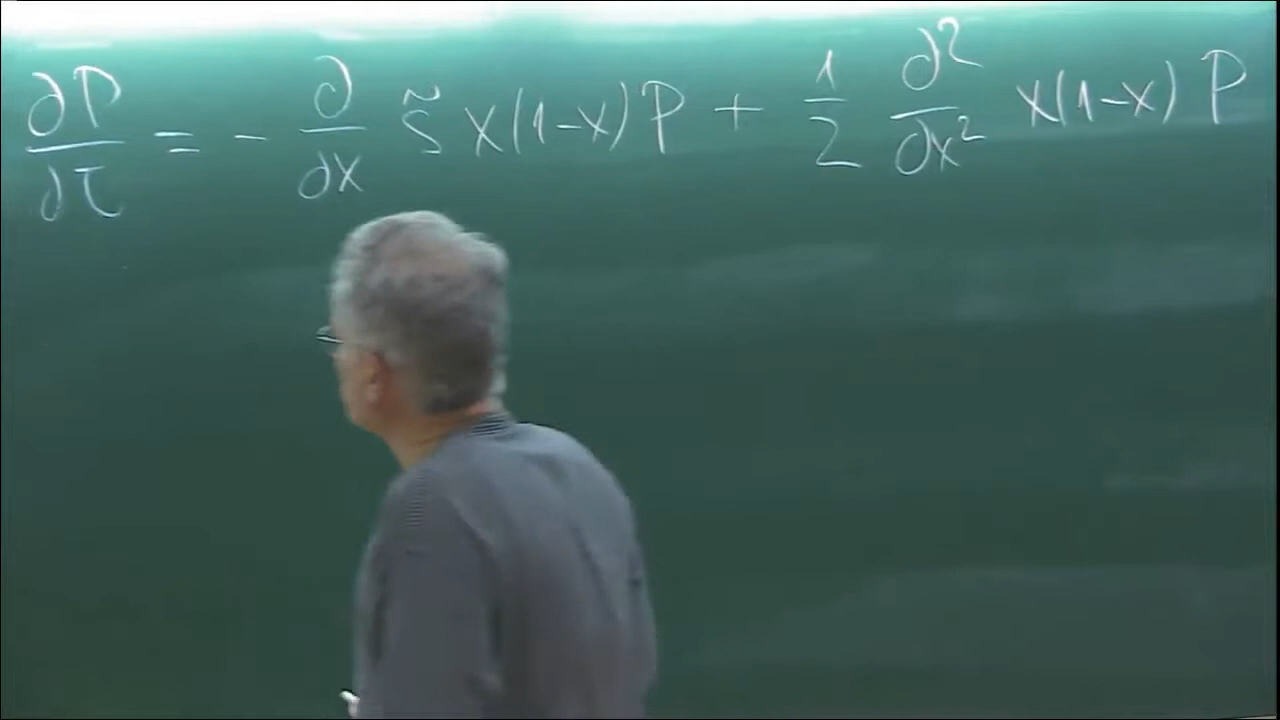 ∂P/∂τ = − ∂/∂x s̃ x(1−x) P + 1/2 ∂²/∂x² x(1−x) P